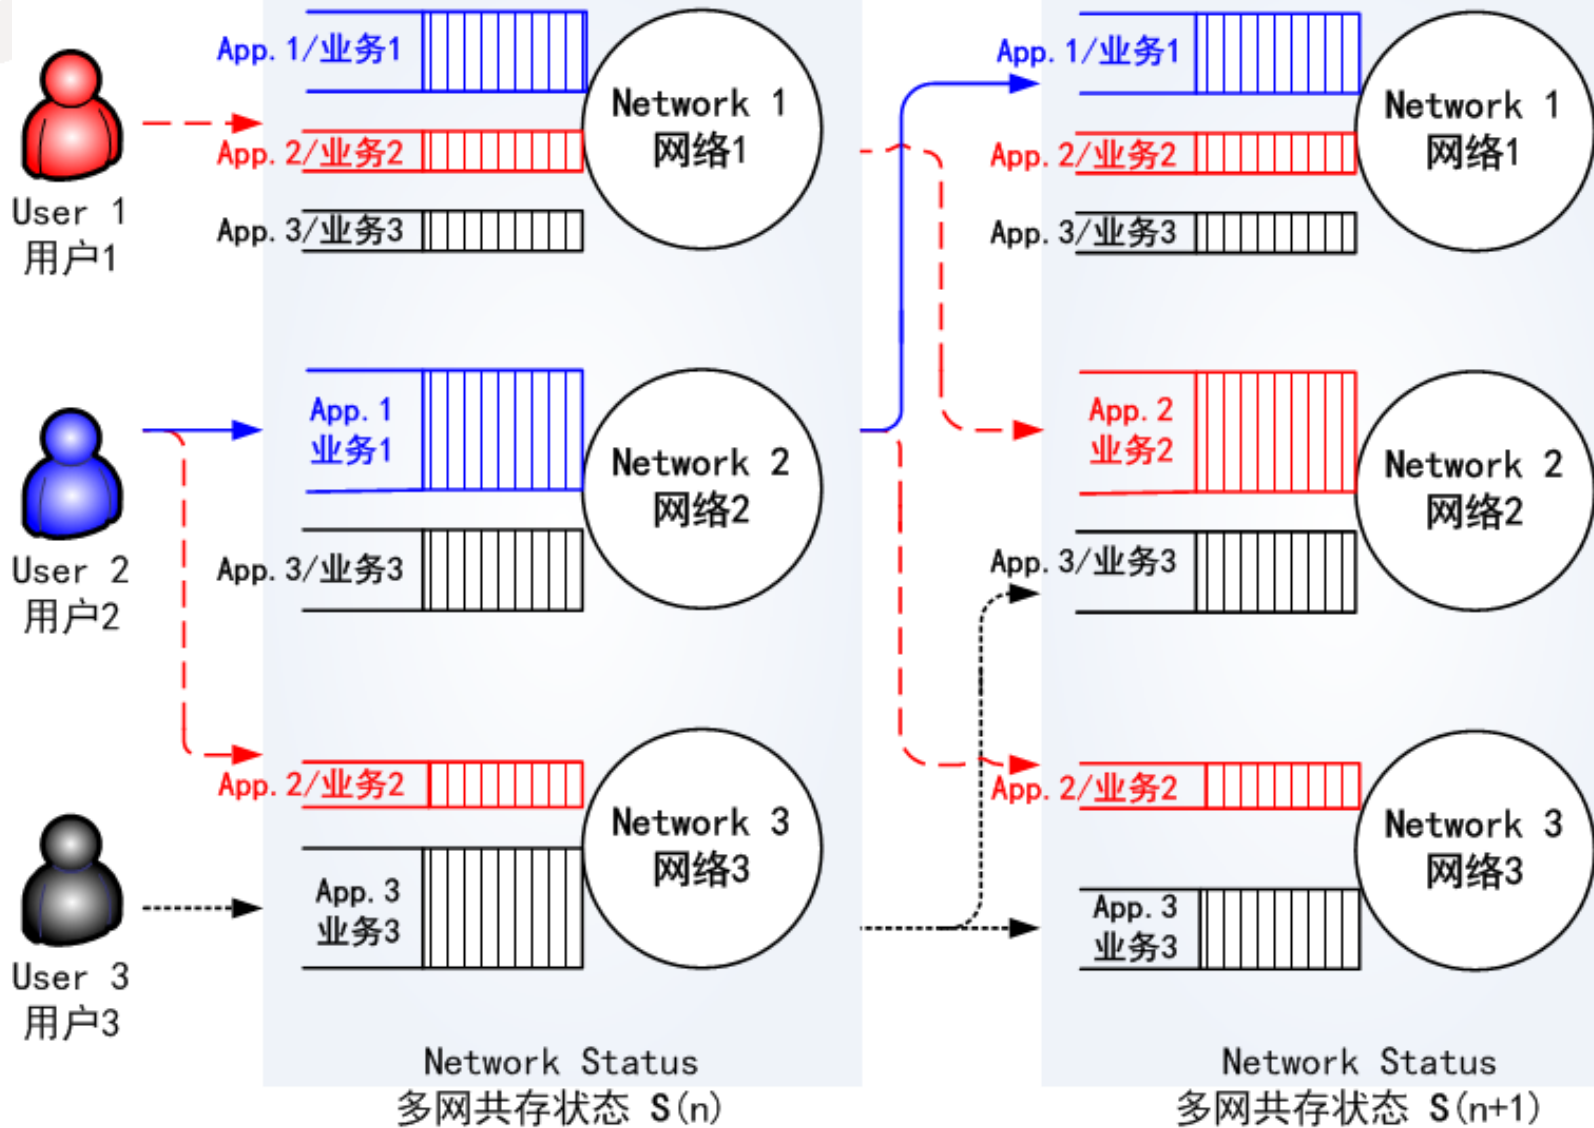 User 1
用户1
User 2
用户2
User 3
用户3
App.1/业务1
App.2/业务2
App.3/业务3
Network 1
网络1
App.1
业务1
App.3/业务3
Network 2
网络2
App.2/业务2
App.3
业务3
Network 3
网络3
Network Status
多网共存状态 S(n)
App.1/业务1
App.2/业务2
App.3/业务3
Network 1
网络1
App.2
业务2
App.3/业务3
Network 2
网络2
App.2/业务2
App.3
业务3
Network 3
网络3
Network Status
多网共存状态 S(n+1)